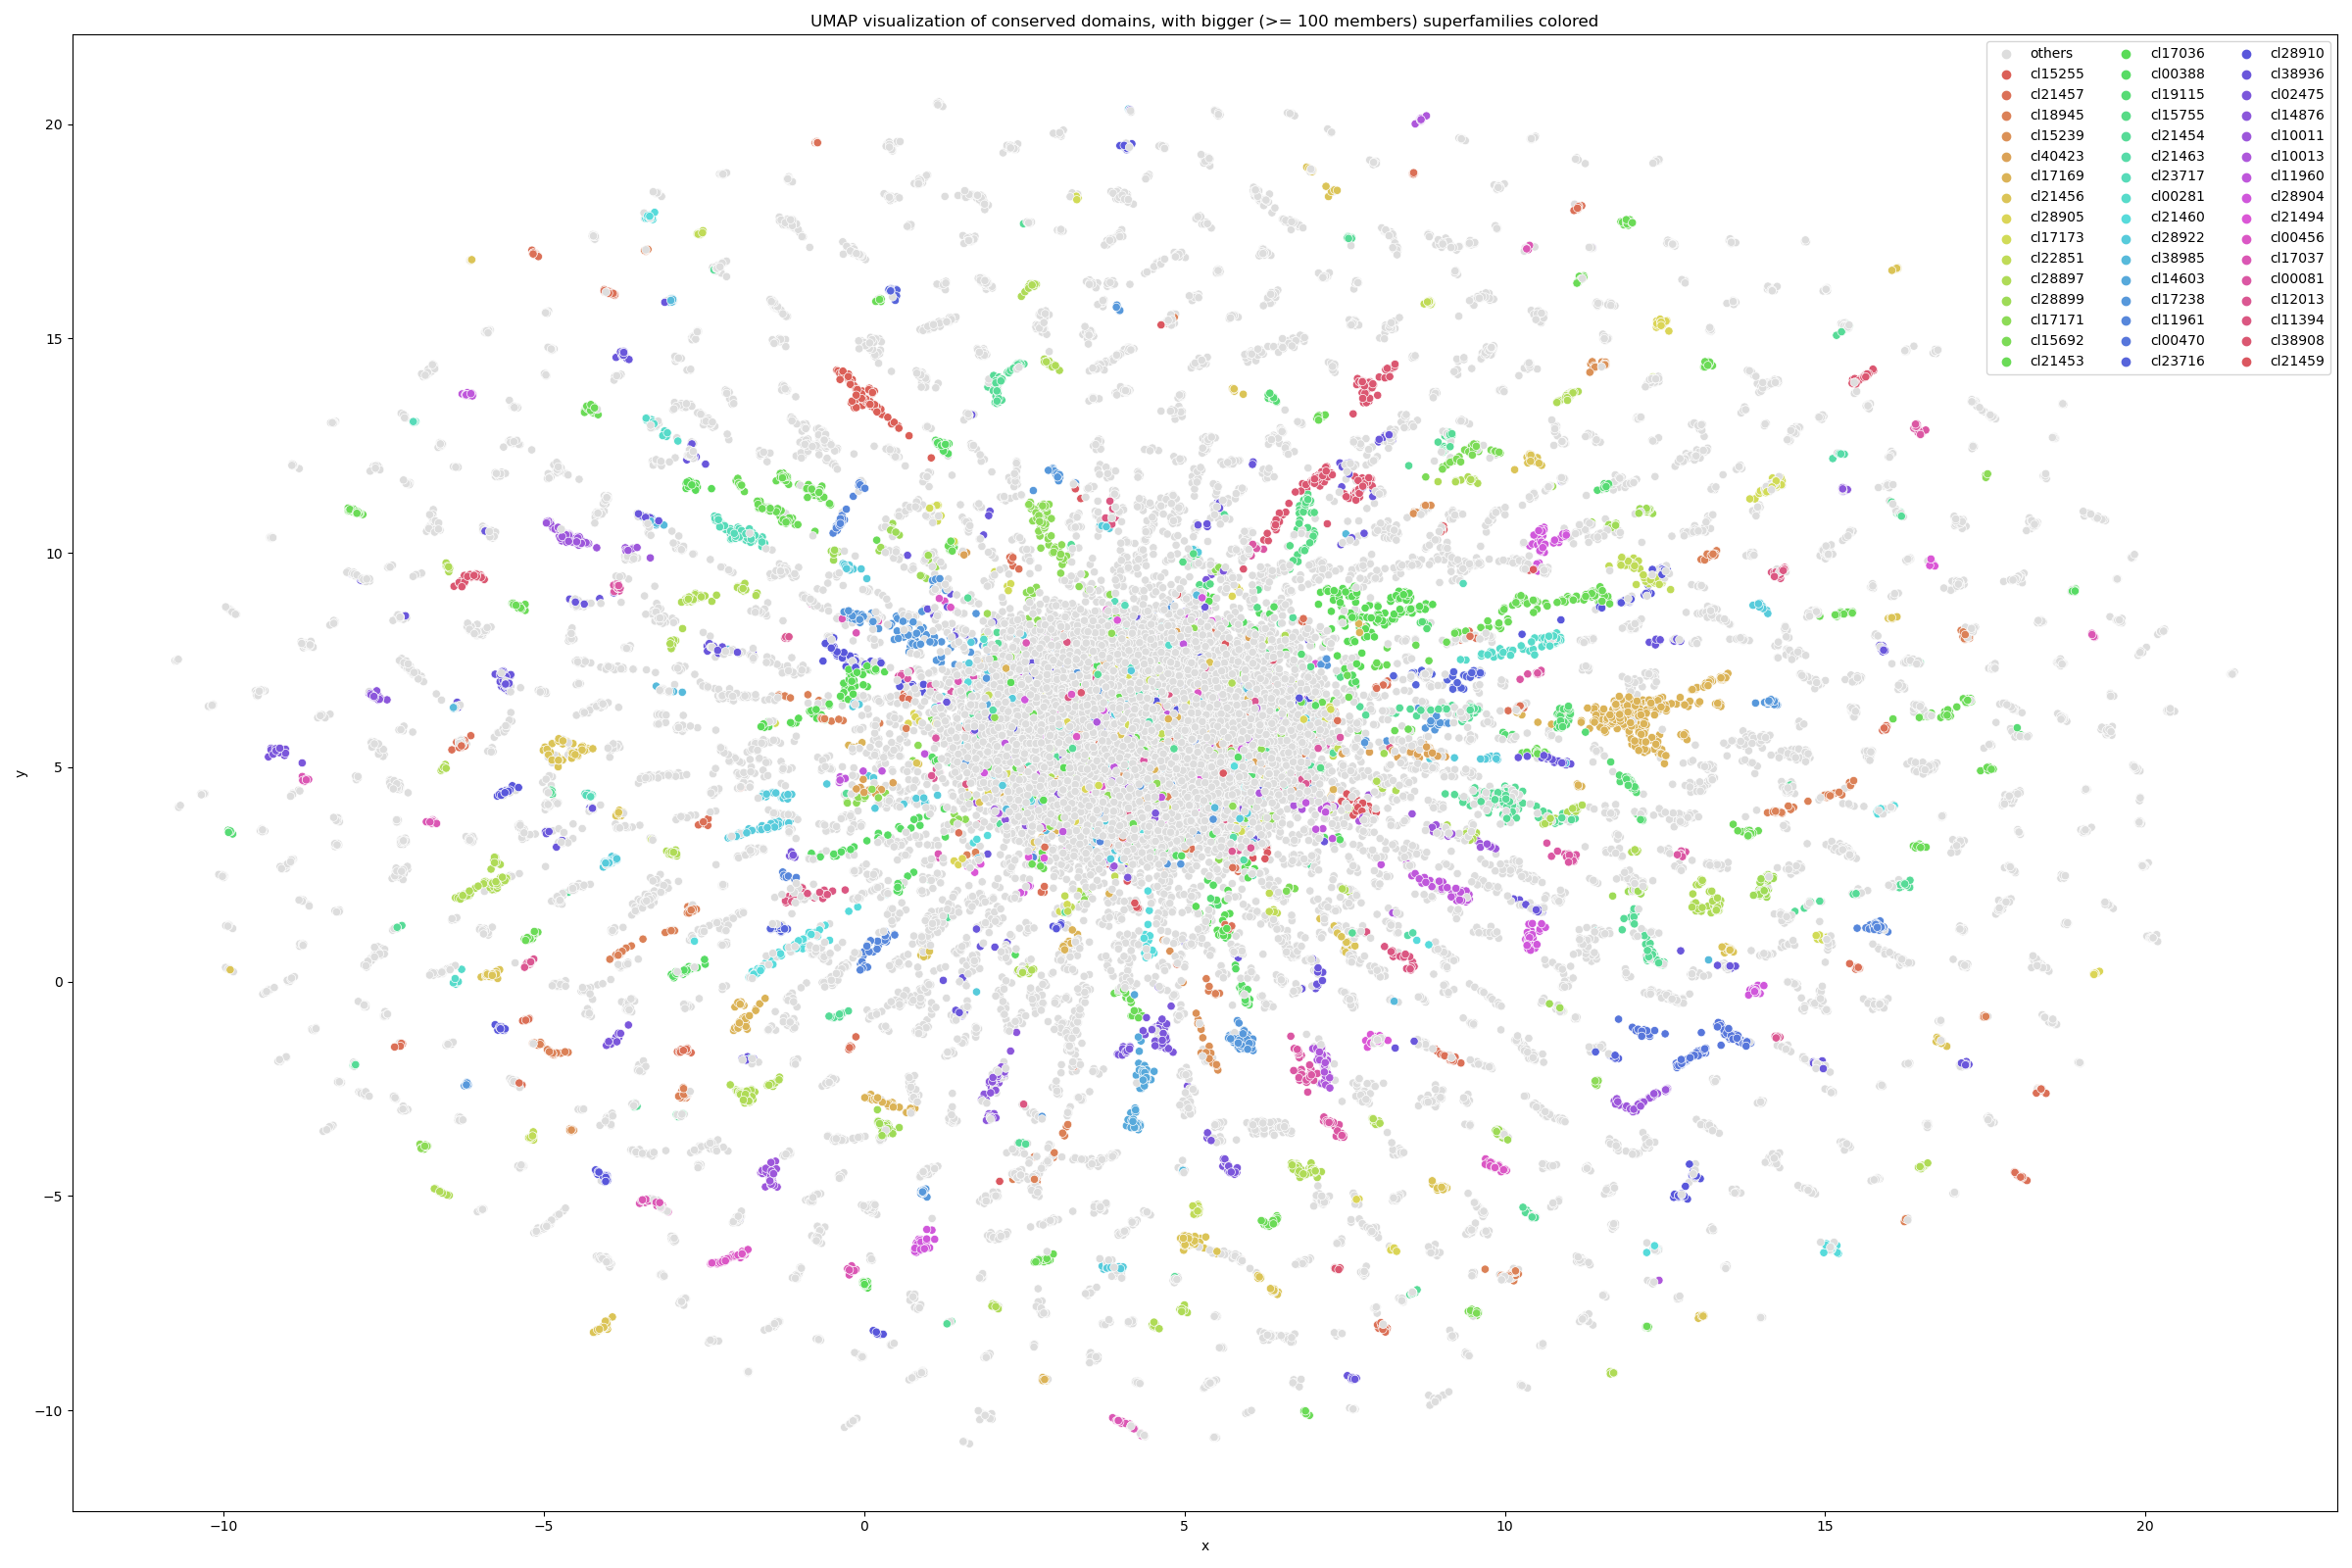 UMAP visualization of conserved domains, with bigger (>= 100 members) superfamilies colored
others cl17036 cl28910
cl15255 cl00388 cl38936
cl21457 cl19115 cl02475
cl18945 cl15755 cl14876
cl15239 cl21454 cl10011
cl40423 cl21463 cl10013
cl17169 cl23717 cl11960
cl21456 cl00281 cl28904
cl28905 cl21460 cl21494
cl17173 cl28922 cl00456
cl22851 cl38985 cl17037
cl28897 cl14603 cl00081
cl28899 cl17238 cl12013
cl17171 cl11961 cl11394
cl15692 cl00470 cl38908
cl21453 cl23716 cl21459
20
15
10
5
0
−5
−10
y
−10 −5 0 5 10 15 20
x